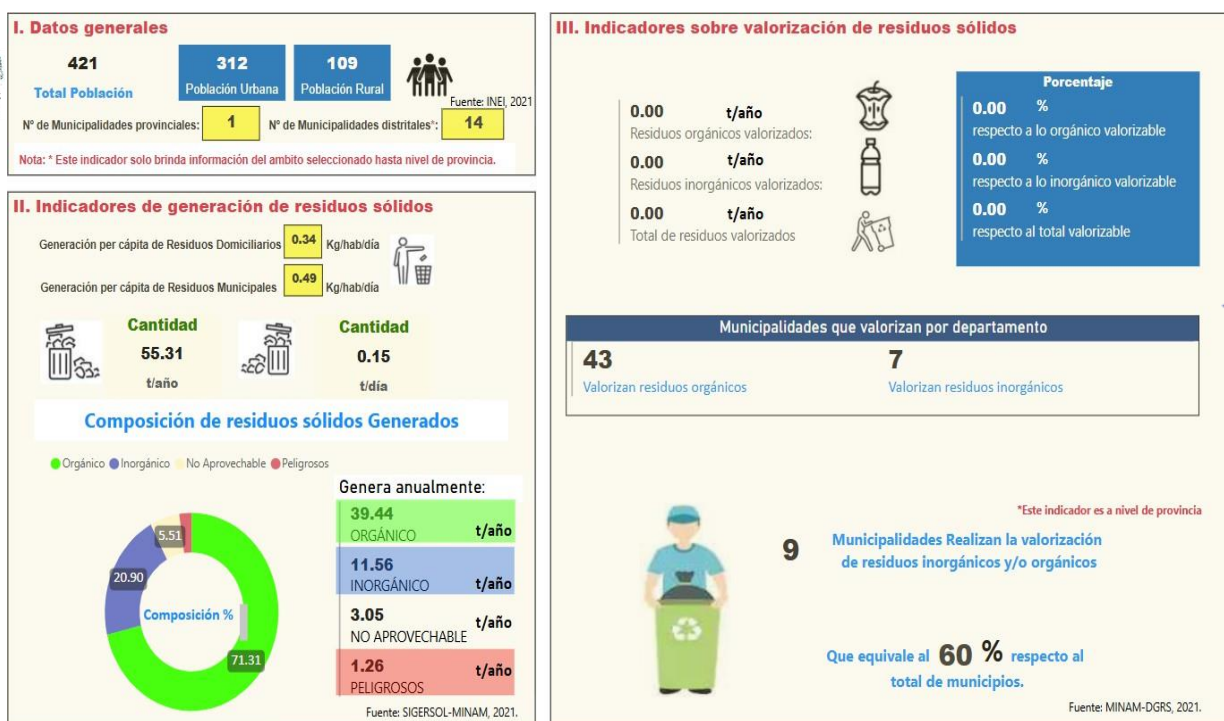 I. Datos generales
421
Total Población
312
Población Urbana
109
Población Rural
Fuente: INEI, 2021
Nº de Municipalidades provinciales: 1 Nº de Municipalidades distritales*: 14
Nota: * Este indicador solo brinda información del ambito seleccionado hasta nivel de provincia.
II. Indicadores de generación de residuos sólidos
Generación per cápita de Residuos Domiciliarios 0.34 Kg/hab/día
Generación per cápita de Residuos Municipales 0.49 Kg/hab/día
Cantidad
55.31
t/año
Cantidad
0.15
t/día
Composición de residuos sólidos Generados
Orgánico Inorgánico No Aprovechable Peligrosos
5.51
20.90
Composición %
71.31
Genera anualmente:
39.44
ORGÁNICO t/año
11.56
INORGÁNICO t/año
3.05
NO APROVECHABLE t/año
1.26
PELIGROSOS t/año
Fuente: SIGERSOL-MINAM, 2021.
III. Indicadores sobre valorización de residuos sólidos
0.00 t/año
Residuos orgánicos valorizados:
0.00 t/año
Residuos inorgánicos valorizados:
0.00 t/año
Total de residuos valorizados
Porcentaje
0.00 %
respecto a lo orgánico valorizable
0.00 %
respecto a lo inorgánico valorizable
0.00 %
respecto al total valorizable
Municipalidades que valorizan por departamento
43
Valorizan residuos orgánicos
7
Valorizan residuos inorgánicos
*Este indicador es a nivel de provincia
9 Municipalidades Realizan la valorización
de residuos inorgánicos y/o orgánicos
Que equivale al 60 % respecto al
total de municipios.
Fuente: MINAM-DGRS, 2021.